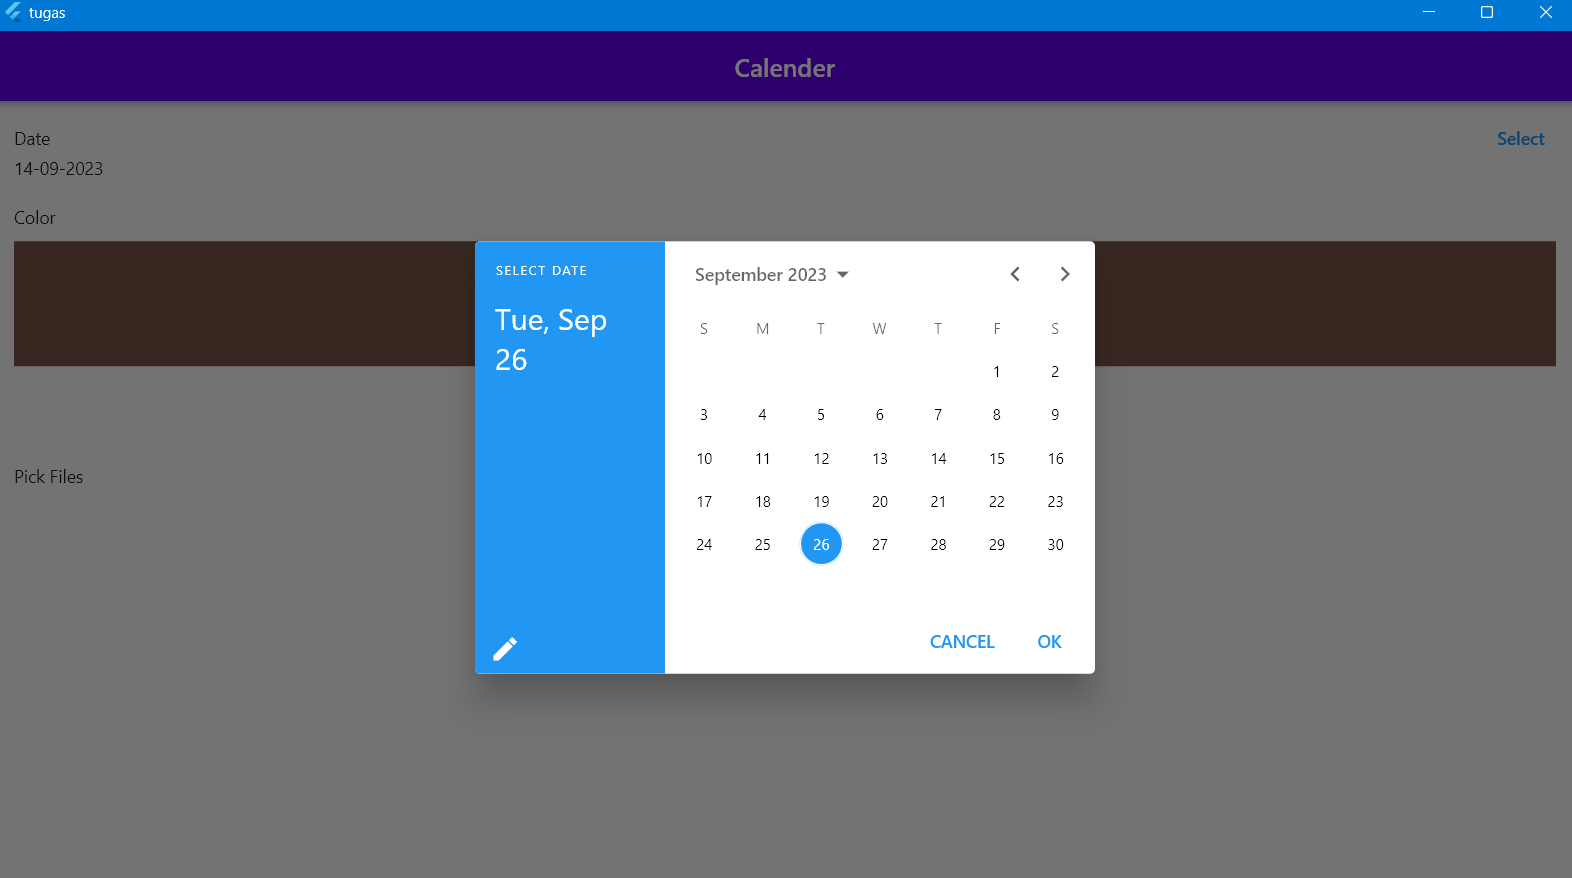 tugas
Calender
Date
Select
14-09-2023
Color
SELECT DATE
Tue, Sep
26
September 2023
S M T W T F S
1 2
3 4 5 6 7 8 9
10 11 12 13 14 15 16
17 18 19 20 21 22 23
24 25 26 27 28 29 30
CANCEL OK
Pick Files